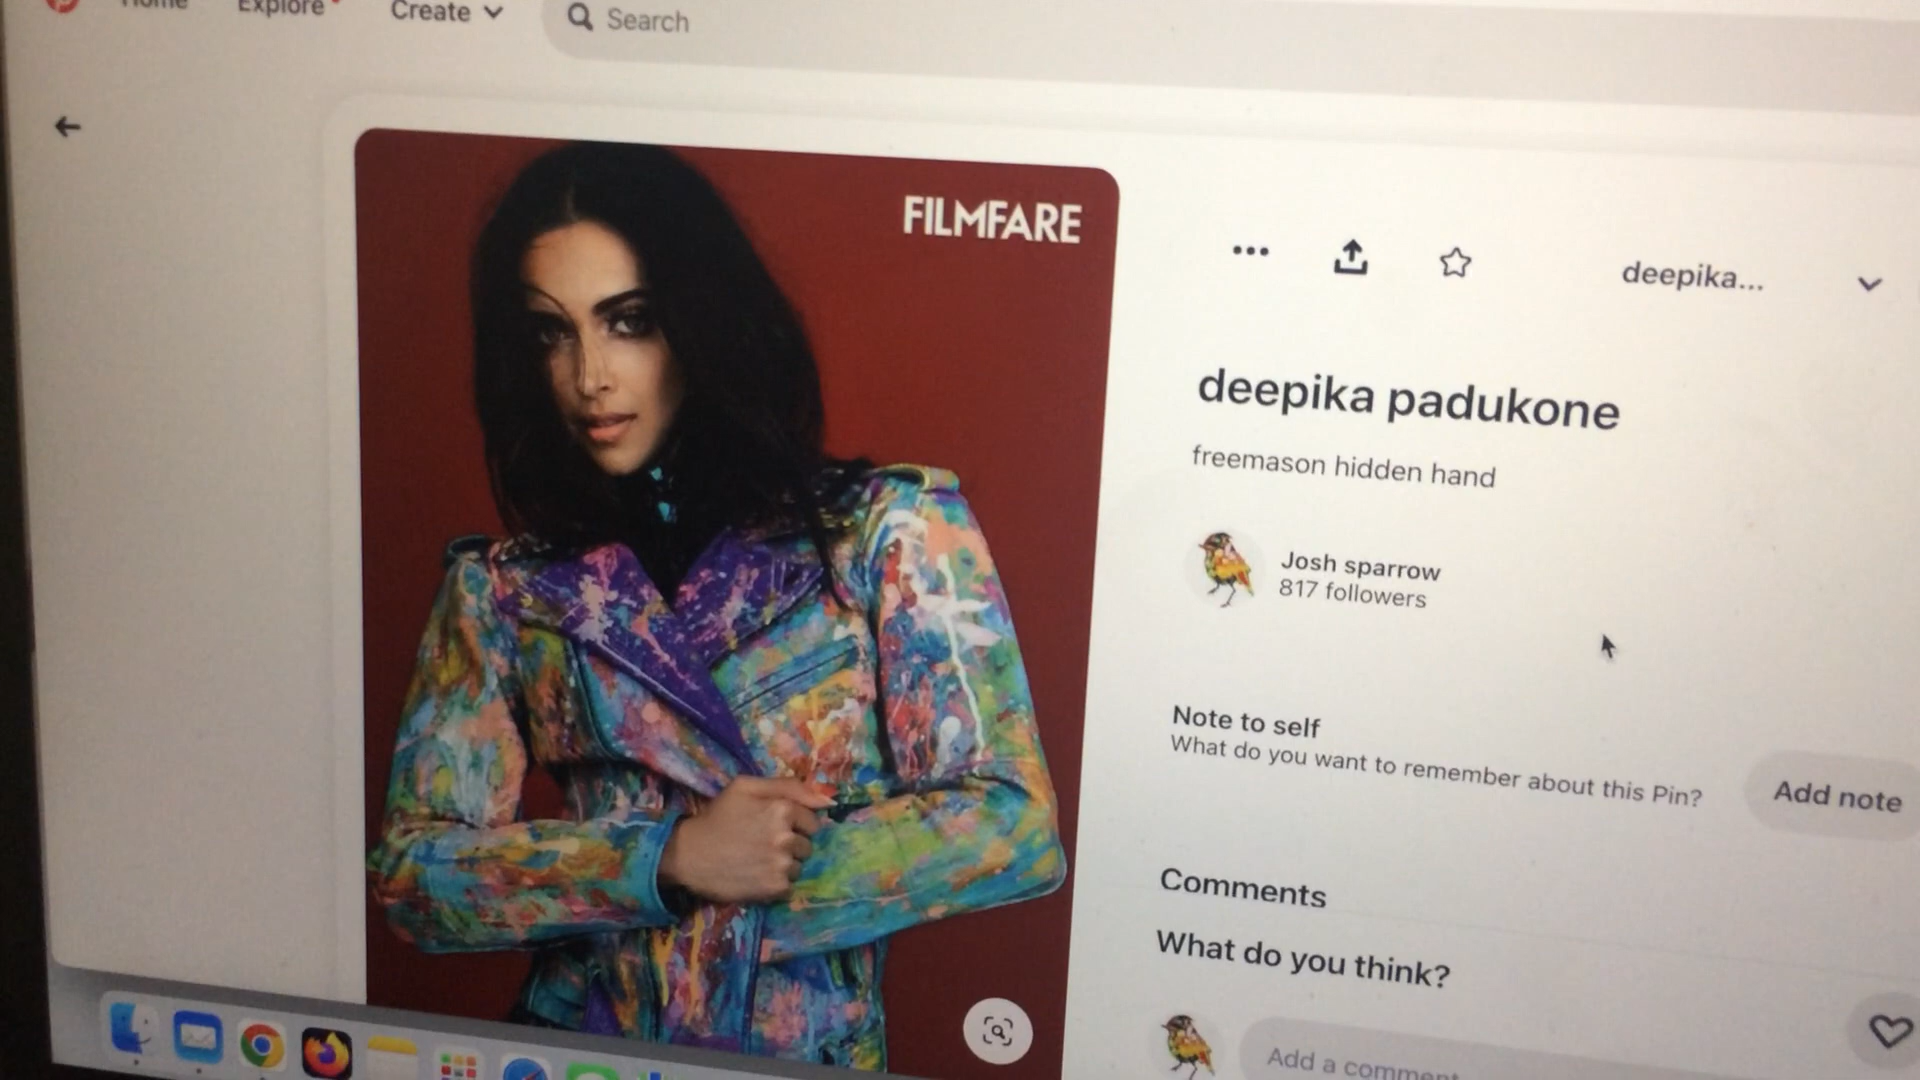 Home Explore Create
Search
FILMFARE
deepika...
deepika padukone
freemason hidden hand
Josh sparrow
817 followers
Note to self
What do you want to remember about this Pin?
Add note
Comments
What do you think?
Add a comment